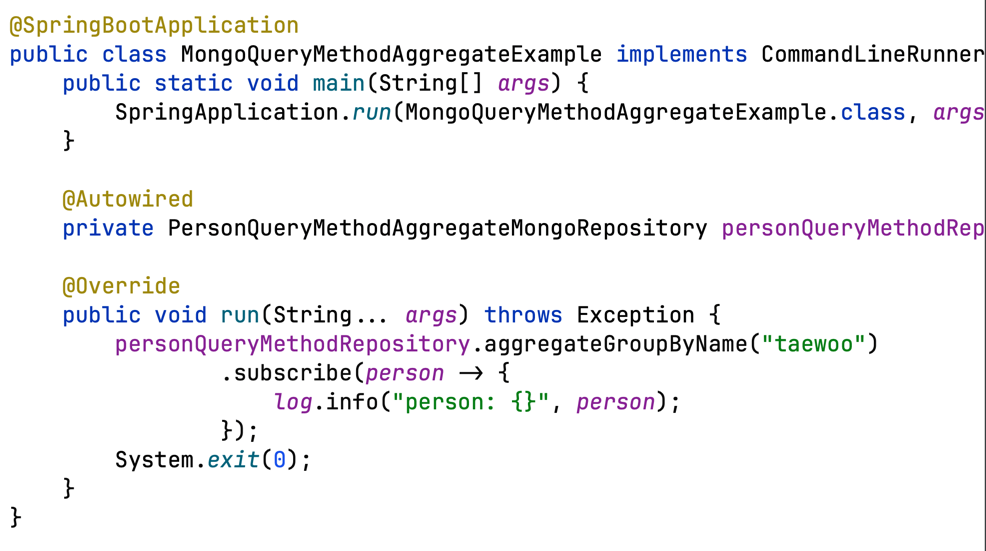 @SpringBootApplication
public class MongoQueryMethodAggregateExample implements CommandLineRunner
    public static void main(String[] args) {
        SpringApplication.run(MongoQueryMethodAggregateExample.class, args
    }

    @Autowired
    private PersonQueryMethodAggregateMongoRepository personQueryMethodRep

    @Override
    public void run(String... args) throws Exception {
        personQueryMethodRepository.aggregateGroupByName("taewoo")
                .subscribe(person -> {
                    log.info("person: {}", person);
                });
        System.exit(0);
    }
}